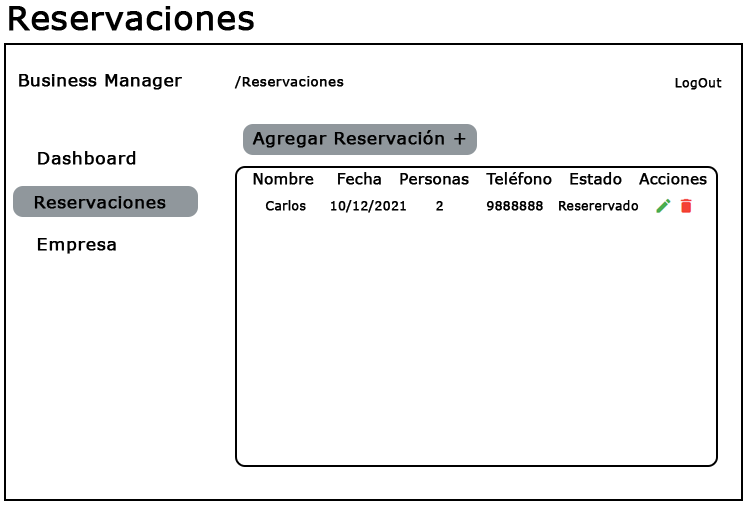 Reservaciones
Business Manager /Reservaciones LogOut
Agregar Reservación +
Dashboard
Nombre Fecha Personas Teléfono Estado Acciones
Reservaciones
Carlos 10/12/2021 2 9888888 Reserervado
Empresa